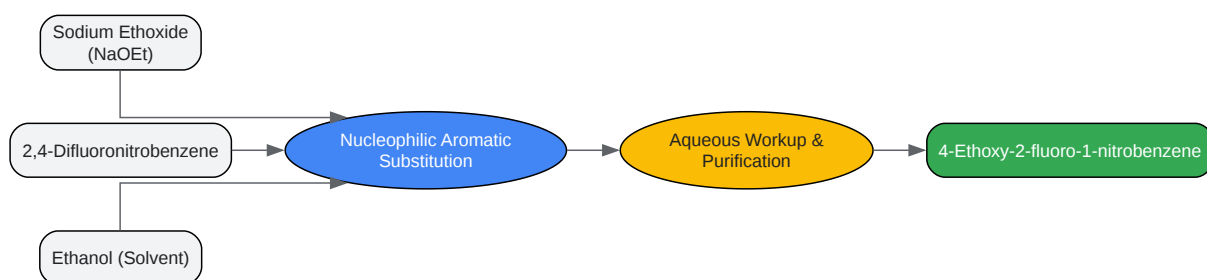 Sodium Ethoxide
(NaOEt)
2,4-Difluoronitrobenzene
Nucleophilic Aromatic
Substitution
Aqueous Workup &
Purification
4-Ethoxy-2-fluoro-1-nitrobenzene
Ethanol (Solvent)